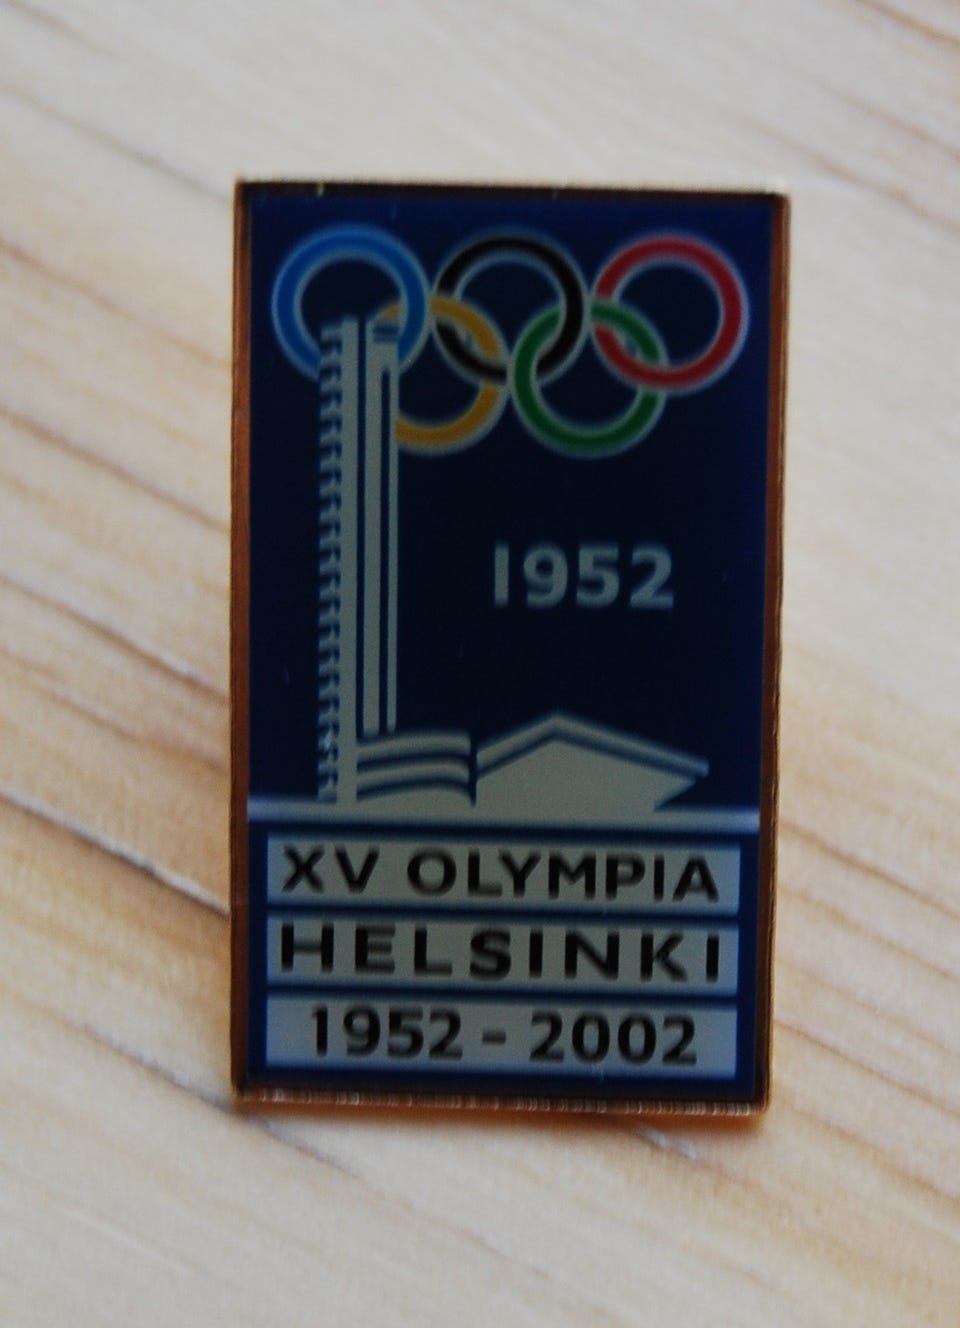 1952
XV OLYMPIA
HELSINKI
1952 - 2002